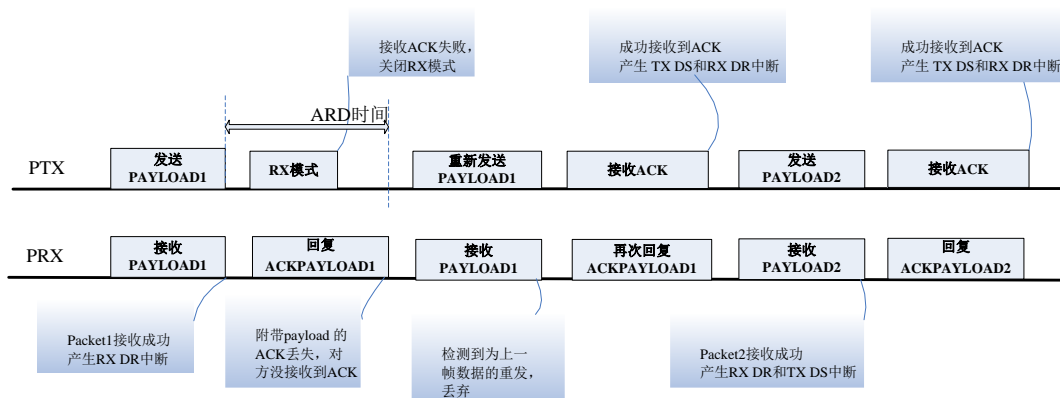 接收ACK失败，
关闭RX模式
成功接收到ACK
产生 TX DS和RX DR中断
成功接收到ACK
产生 TX DS和RX DR中断
ARD时间
PTX
发送
PAYLOAD1
RX模式
重新发送
PAYLOAD1
接收ACK
发送
PAYLOAD2
接收ACK
PRX
接收
PAYLOAD1
回复
ACKPAYLOAD1
接收
PAYLOAD1
再次回复
ACKPAYLOAD1
接收
PAYLOAD2
回复
ACKPAYLOAD2
Packet1接收成功
产生RX DR中断
附带payload 的
ACK丢失，对
方没接收到ACK
检测到为上一
帧数据的重发，
丢弃
Packet2接收成功
产生RX DR和TX DS中断